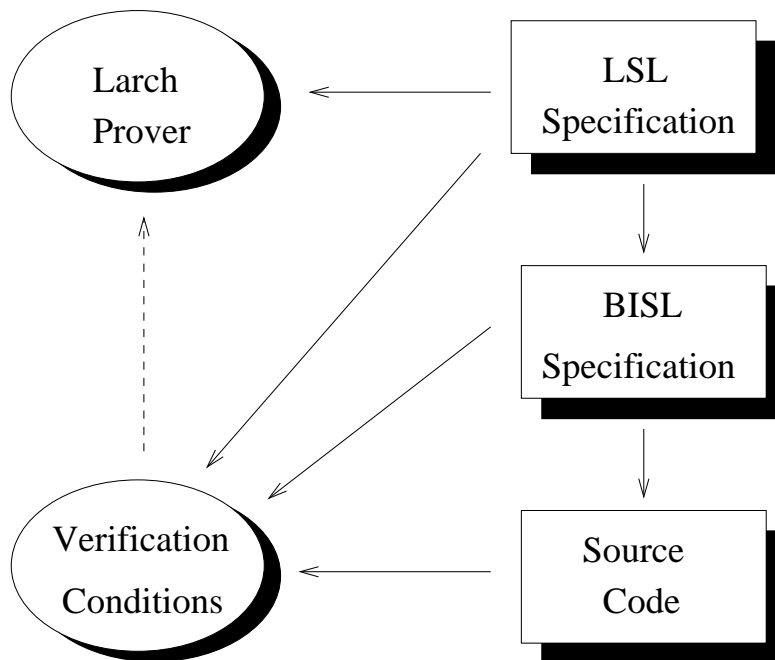 Larch
Prover
LSL
Specification
BISL
Specification
Verification
Conditions
Source
Code